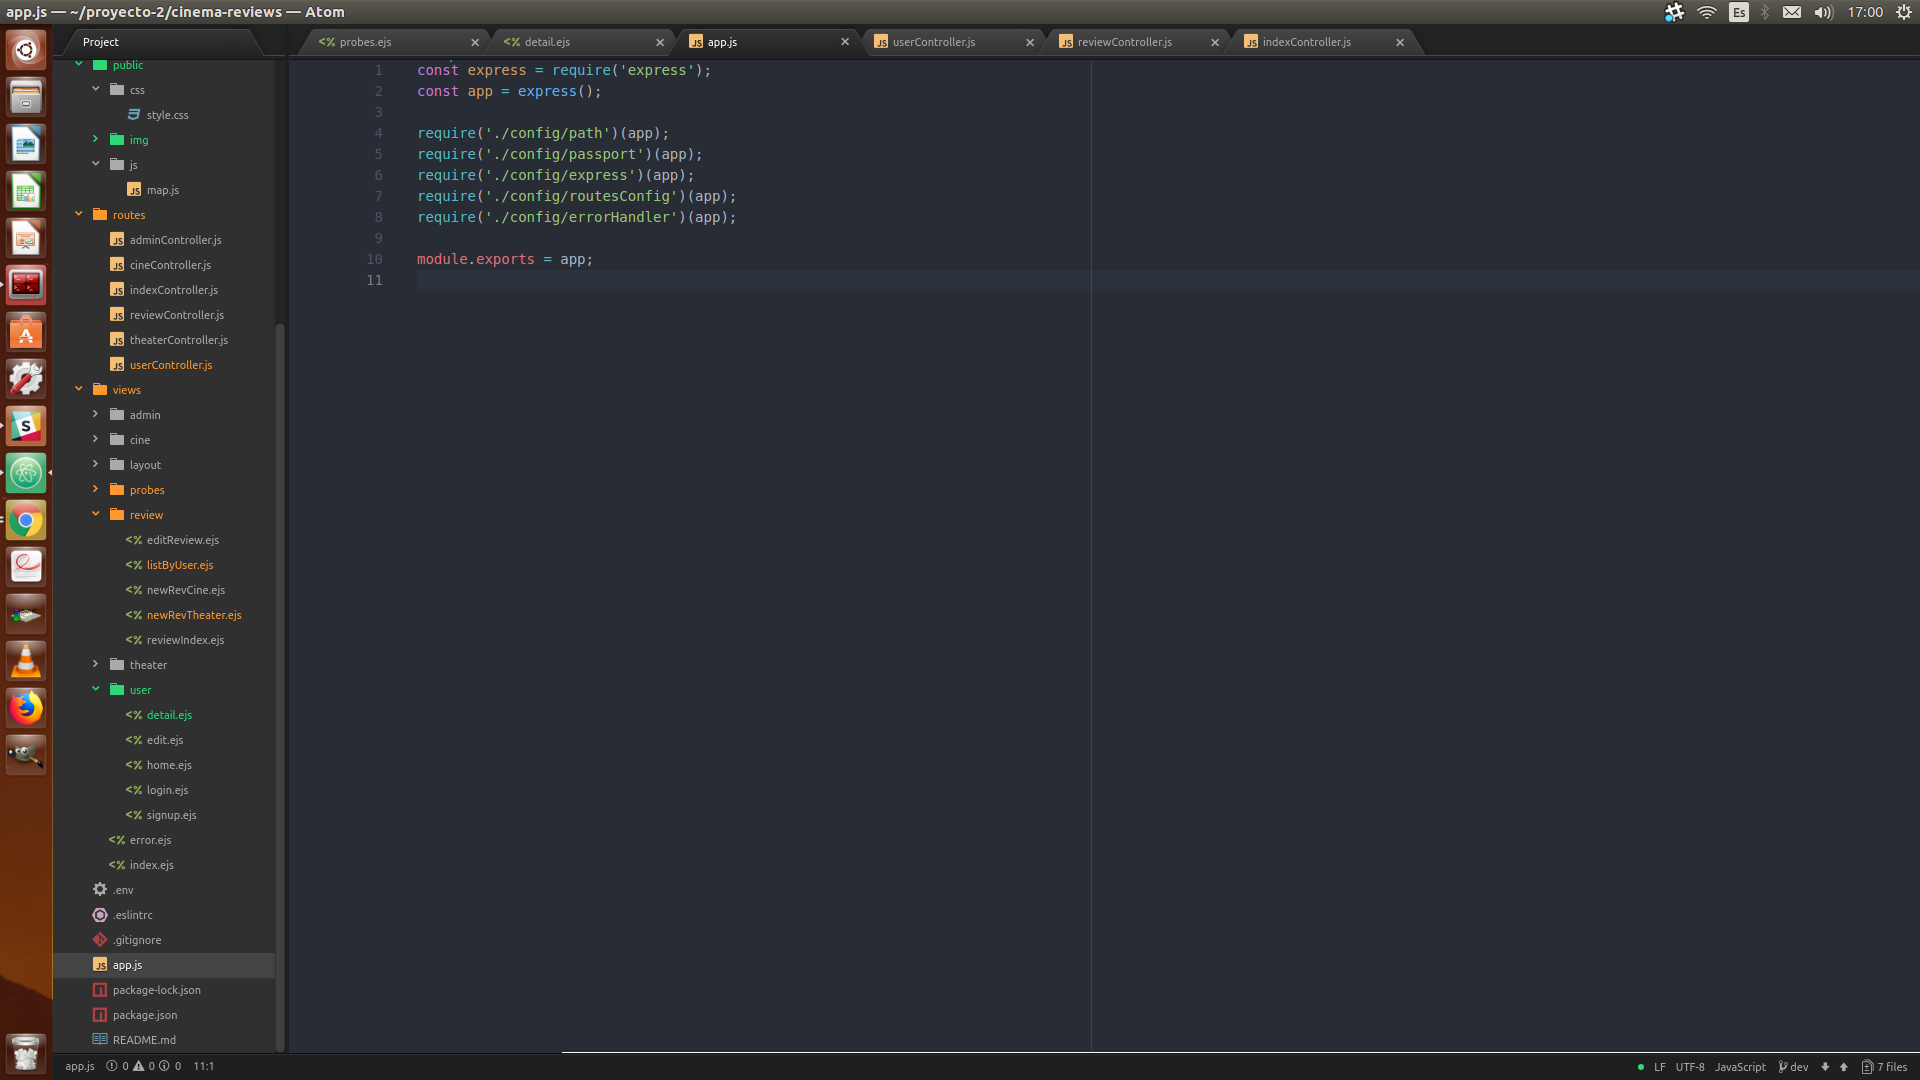 app.js — ~/proyecto-2/cinema-reviews — Atom
Es
17:00
Project
probes.ejs
detail.ejs
app.js
userController.js
reviewController.js
indexController.js
public
css
style.css
img
js
map.js
routes
adminController.js
cineController.js
indexController.js
reviewController.js
theaterController.js
userController.js
views
admin
cine
layout
probes
review
editReview.ejs
listByUser.ejs
newRevCine.ejs
newRevTheater.ejs
reviewIndex.ejs
theater
user
detail.ejs
edit.ejs
home.ejs
login.ejs
signup.ejs
error.ejs
index.ejs
.env
.eslintrc
.gitignore
app.js
package-lock.json
package.json
README.md
1 const express = require('express');
2 const app = express();
3
4 require('./config/path')(app);
5 require('./config/passport')(app);
6 require('./config/express')(app);
7 require('./config/routesConfig')(app);
8 require('./config/errorHandler')(app);
9
10 module.exports = app;
11
app.js 0 0 0 11:1
LF UTF-8 JavaScript dev 7 files